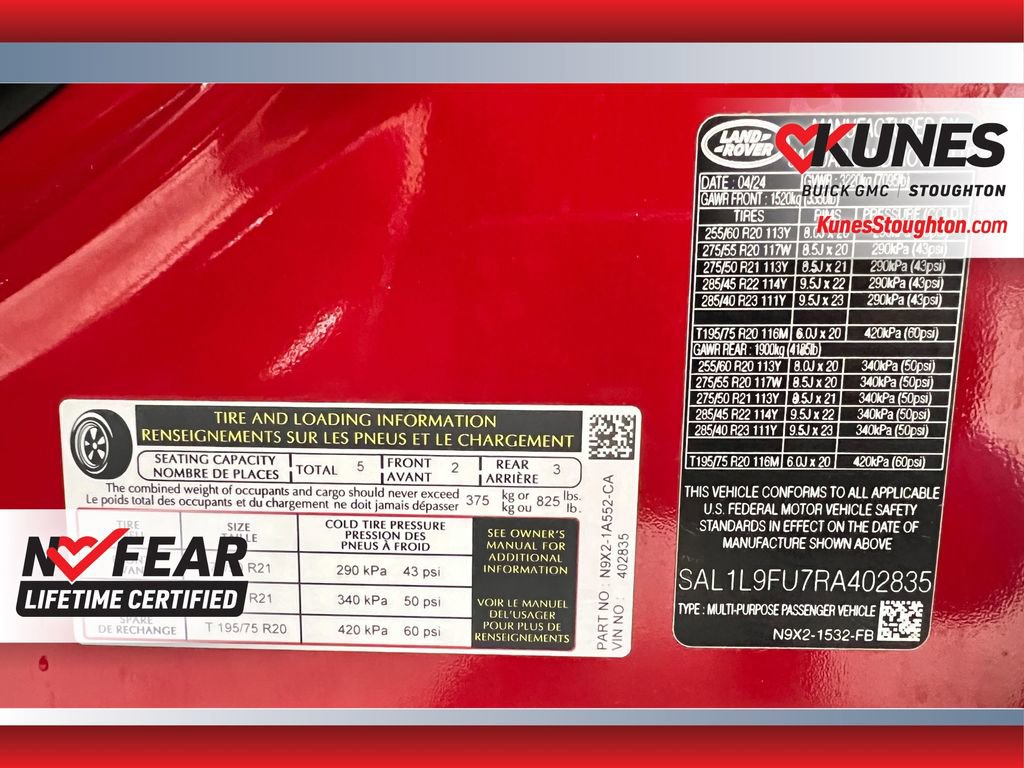 LAND-
-ROVER
KUNES
BUICK GMC | STOUGHTON
KunesStoughton.com
DATE : 04/24
GVWR : 3220kg (7095lb)
GAWR FRONT : 1520kg (3350lb)
TIRES RIMS
255/60 R20 113Y 8.0J x 20
275/55 R20 117W 8.5J x 20 290kPa (43psi)
275/50 R21 113Y 8.5J x 21 290kPa (43psi)
285/45 R22 114Y 9.5J x 22 290kPa (43psi)
285/40 R23 111Y 9.5J x 23 290kPa (43psi)
T195/75 R20 116M 6.0J x 20 420kPa (60psi)
GAWR REAR : 1900kg (4185lb)
255/60 R20 113Y 8.0J x 20 340kPa (50psi)
275/55 R20 117W 8.5J x 20 340kPa (50psi)
275/50 R21 113Y 8.5J x 21 340kPa (50psi)
285/45 R22 114Y 9.5J x 22 340kPa (50psi)
285/40 R23 111Y 9.5J x 23 340kPa (50psi)
T195/75 R20 116M 6.0J x 20 420kPa (60psi)
THIS VEHICLE CONFORMS TO ALL APPLICABLE
U.S. FEDERAL MOTOR VEHICLE SAFETY
STANDARDS IN EFFECT ON THE DATE OF
MANUFACTURE SHOWN ABOVE
SAL1L9FU7RA402835
TYPE : MULTI-PURPOSE PASSENGER VEHICLE
N9X2-1532-FB
TIRE AND LOADING INFORMATION
RENSEIGNEMENTS SUR LES PNEUS ET LE CHARGEMENT
SEATING CAPACITY
NOMBRE DE PLACES
TOTAL 5
FRONT
AVANT 2
REAR
ARRIÈRE 3
The combined weight of occupants and cargo should never exceed
Le poids total des occupants et du chargement ne doit jamais dépasser
375 kg or
kg ou 825 lbs.
lb.
TIRE SIZE
TAILLE
COLD TIRE PRESSURE
PRESSION DES
PNEUS À FROID
R21 290 kPa 43 psi
R21 340 kPa 50 psi
SPARE
DE RECHANGE T 195/75 R20 420 kPa 60 psi
SEE OWNER'S
MANUAL FOR
ADDITIONAL
INFORMATION
VOIR LE MANUEL
DE L'USAGER
POUR PLUS DE
RENSEIGNEMENTS
PART NO: N9X2-1A552-CA
VIN NO: 402835
NO FEAR
LIFETIME CERTIFIED